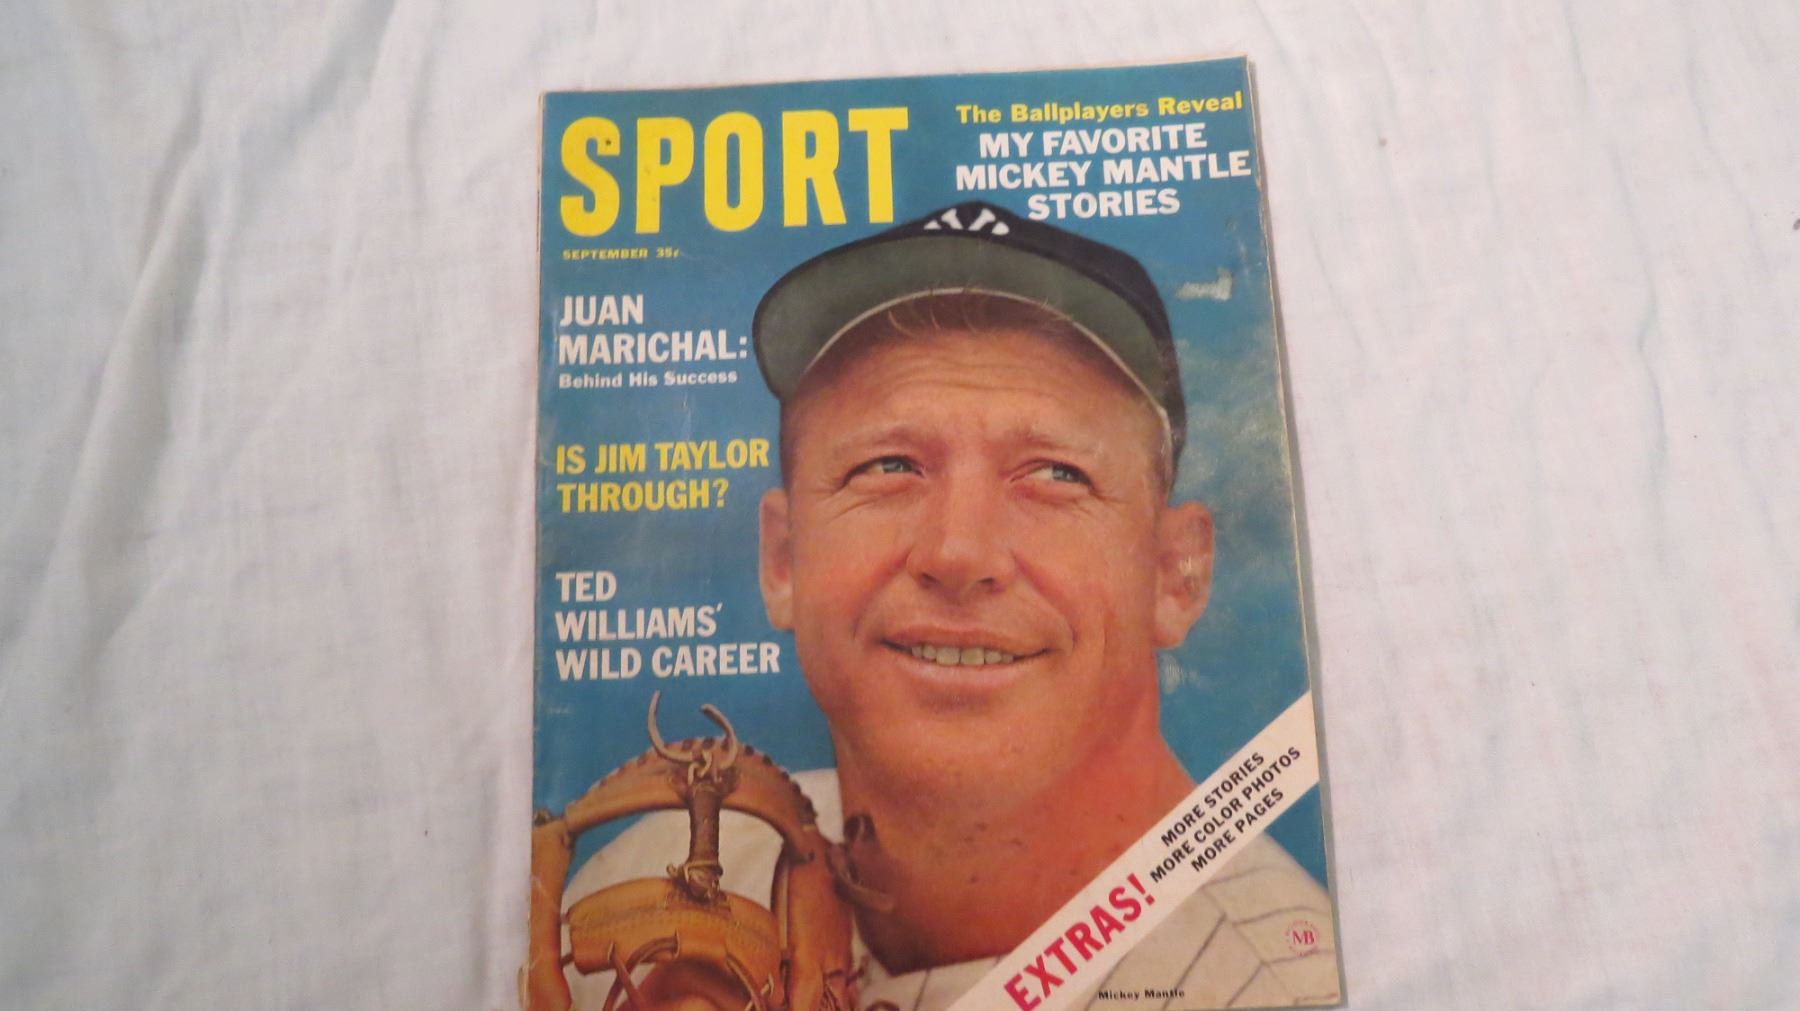 SPORT
SEPTEMBER 35¢
The Ballplayers Reveal
MY FAVORITE
MICKEY MANTLE
STORIES
JUAN
MARICHAL:
Behind His Success
IS JIM TAYLOR
THROUGH?
TED
WILLIAMS'
WILD CAREER
EXTRAS!
MORE STORIES
MORE COLOR PHOTOS
MORE PAGES
MB
Mickey Mantle